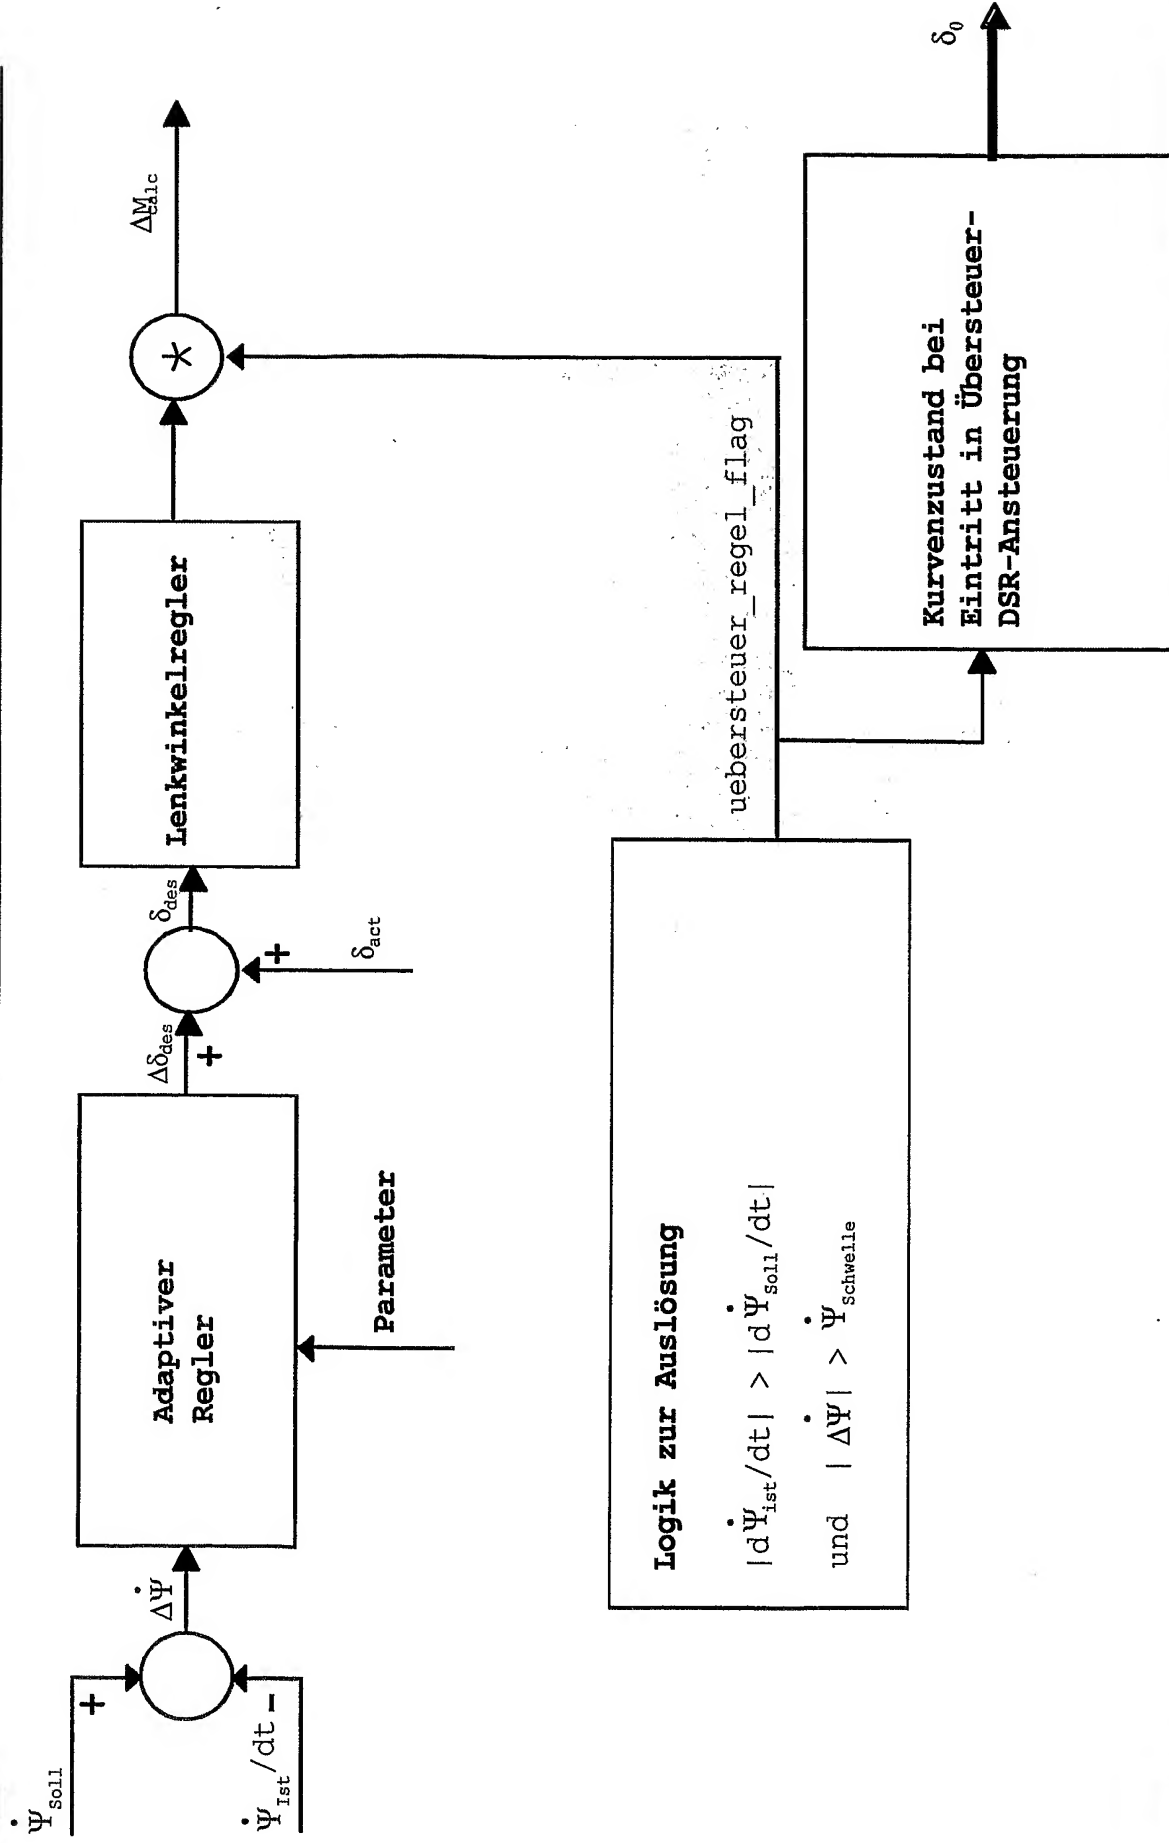 Ψ̇Soll
+
Ψ̇Ist/dt -
ΔΨ̇
Adaptiver
Regler
Parameter
Δδdes
+
δact
+
δdes
Lenkwinkelregler
*
ΔMcalc
Logik zur Auslösung
|dΨ̇ist/dt| > |dΨ̇Soll/dt|
und | ΔΨ̇| > Ψ̇Schwelle
uebersteuer_regel_flag
Kurvenzustand bei
Eintritt in Übersteuer-
DSR-Ansteuerung
δ0